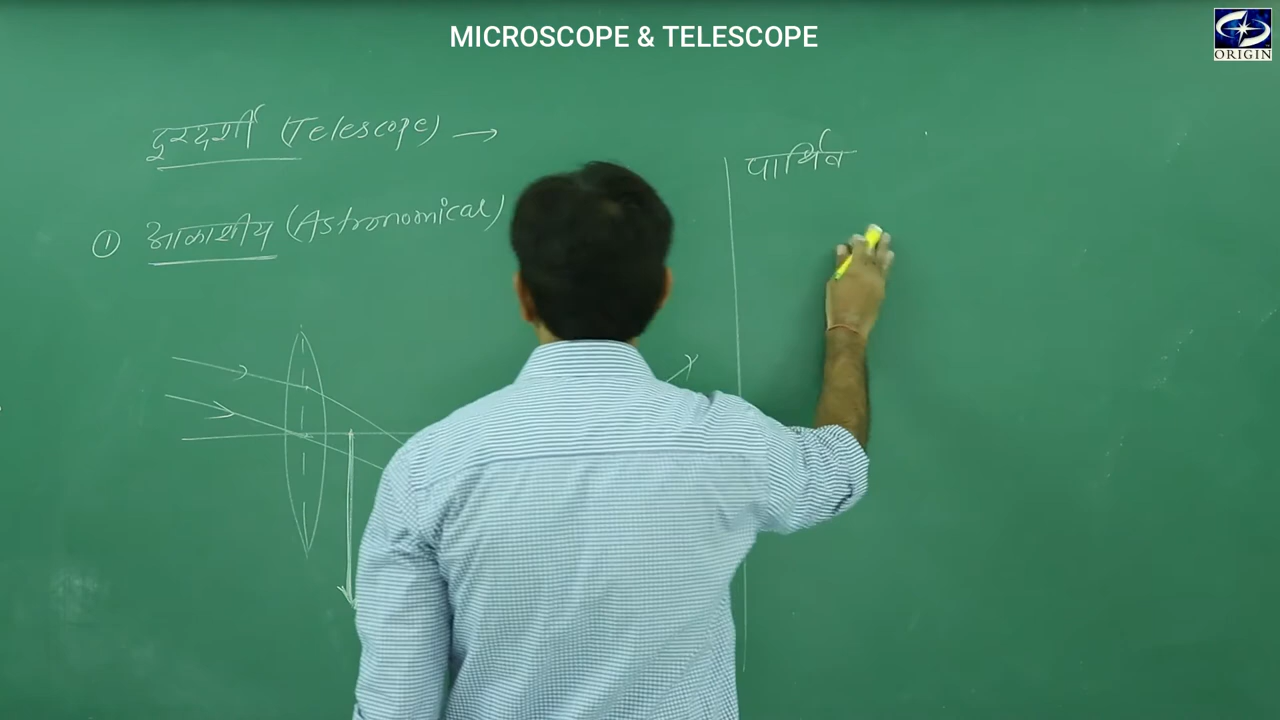 MICROSCOPE & TELESCOPE
ORIGIN
दूरदर्शी (Telescope) →
① आकाशीय (Astronomical)
पार्थिव